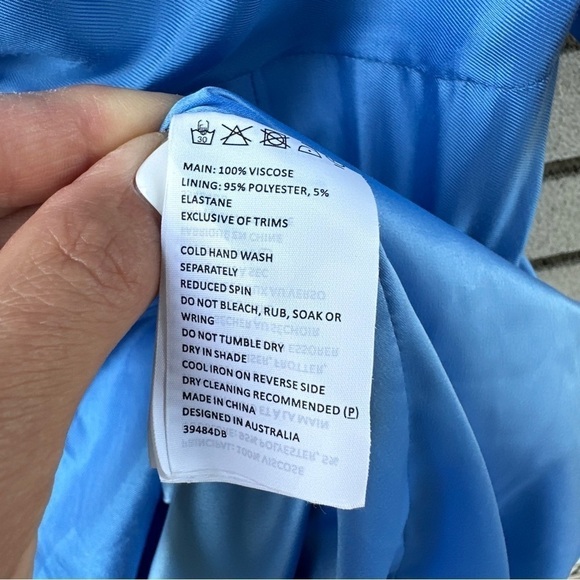 30
MAIN: 100% VISCOSE
LINING: 95% POLYESTER, 5%
ELASTANE
EXCLUSIVE OF TRIMS
COLD HAND WASH
SEPARATELY
REDUCED SPIN
DO NOT BLEACH, RUB, SOAK OR
WRING
DO NOT TUMBLE DRY
DRY IN SHADE
COOL IRON ON REVERSE SIDE
DRY CLEANING RECOMMENDED (P)
MADE IN CHINA
DESIGNED IN AUSTRALIA
39484DB